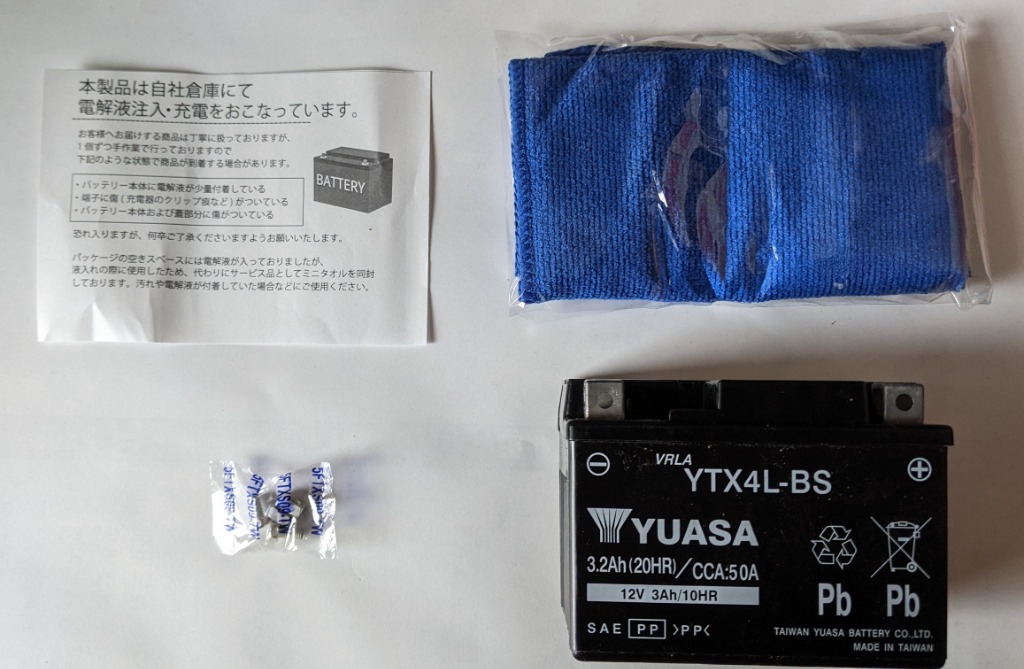 本製品は自社倉庫にて
電解液注入・充電をおこなっています。
お客様へお届けする商品は丁寧に扱っておりますが、
1個ずつ手作業で行っておりますので
下記のような状態で商品が到着する場合があります。
・バッテリー本体に電解液が少量付着している
・端子に傷(充電器のクリップ痕など)がついている
・バッテリー本体および蓋部分に傷がついている
BATTERY
恐れ入りますが、何卒ご了承くださいますようお願いいたします。
パッケージの空きスペースには電解液が入っておりましたが、
液入れの際に使用したため、代わりにサービス品としてミニタオルを同封
しております。汚れや電解液が付着していた場合などにご使用ください。
VRLA
YTX4L-BS
YUASA
3.2Ah(20HR)/CCA:50A
12V 3Ah/10HR
SAE PP >PP<
Pb Pb
TAIWAN YUASA BATTERY CO.,LTD.
MADE IN TAIWAN